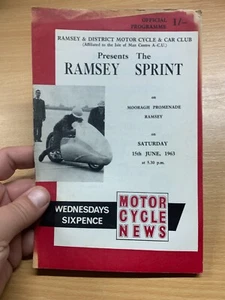 OFFICIAL
PROGRAMME 1/-
RAMSEY & DISTRICT MOTOR CYCLE & CAR CLUB
(Affiliated to the Isle of Man Centre A-C.U.)
Presents The
RAMSEY SPRINT
on
MOORAGH PROMENADE
RAMSEY
on
SATURDAY
15th JUNE, 1963
at 5.30 p.m.
WEDNESDAYS
SIXPENCE
MOTOR
CYCLE
NEWS